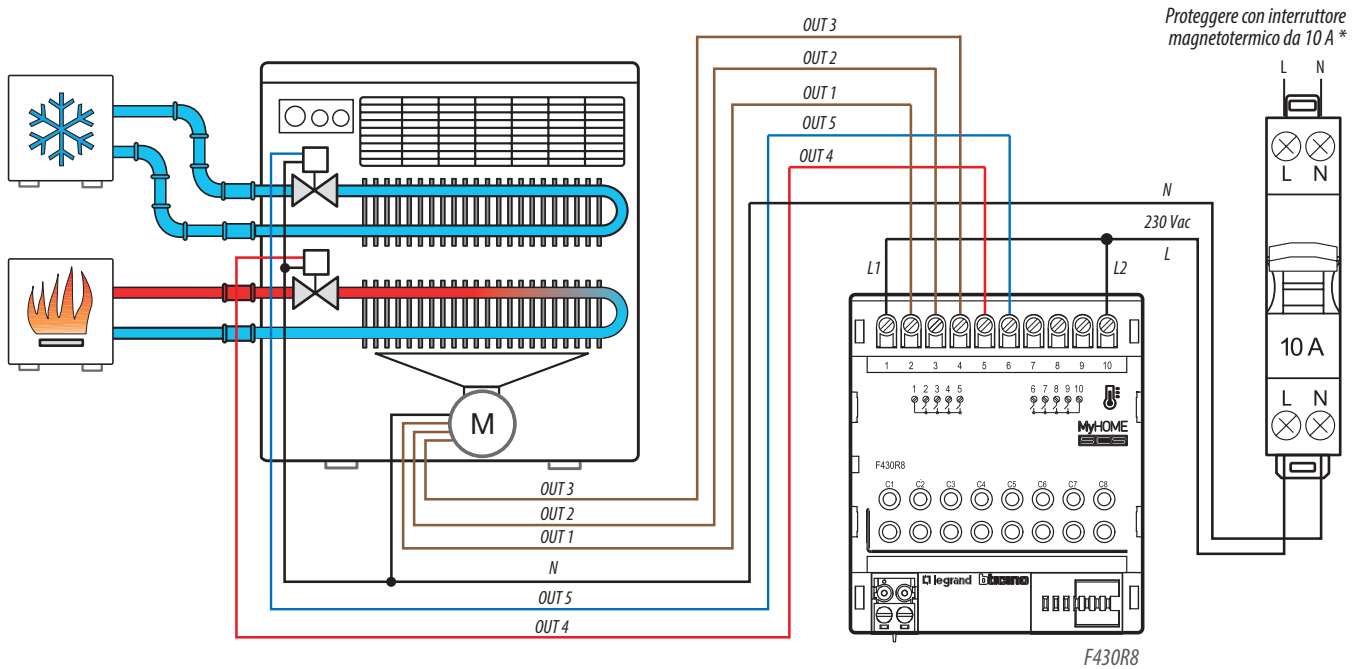 Proteggere con interruttore
magnetotermico da 10 A *
L N
OUT 3
OUT 2
OUT 1
OUT 5
OUT 4
N
230 Vac
L
L1
L2
L N
10 A
L N
1 2 3 4 5 6 7 8 9 10
1 2 3 4 5
6 7 8 9 10
MyHOME
SCS
F430R8
C1 C2 C3 C4 C5 C6 C7 C8
legrand bticino
F430R8
M
OUT 3
OUT 2
OUT 1
N
OUT 5
OUT 4